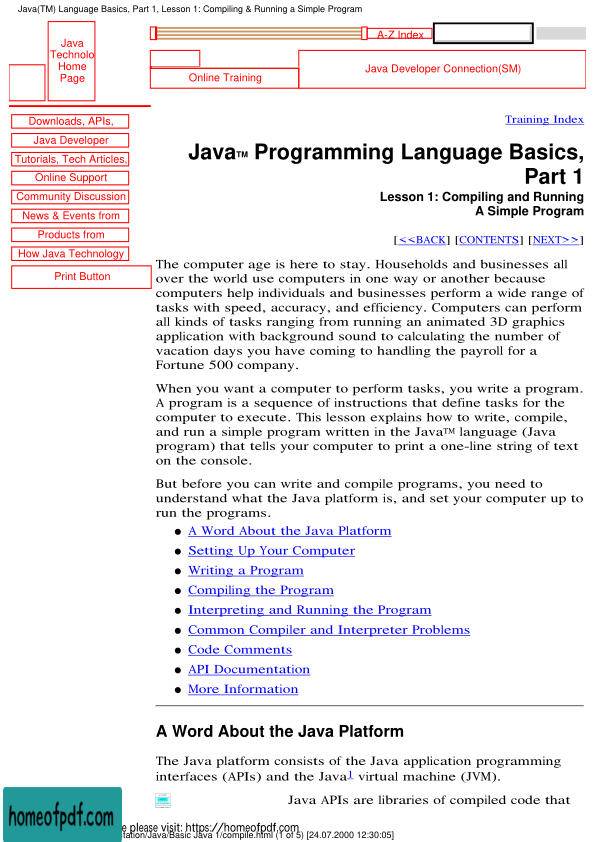 Java(TM) Language Basics, Part 1, Lesson 1: Compiling & Running a Simple Program
Java
Technolo
Home
Page
A-Z Index
Online Training
Java Developer Connection(SM)
Downloads, APIs,
Java Developer
Tutorials, Tech Articles,
Online Support
Community Discussion
News & Events from
Products from
How Java Technology
Print Button
Training Index
Java™ Programming Language Basics,
Part 1
Lesson 1: Compiling and Running
A Simple Program
[<<BACK] [CONTENTS] [NEXT>>]
The computer age is here to stay. Households and businesses all
over the world use computers in one way or another because
computers help individuals and businesses perform a wide range of
tasks with speed, accuracy, and efficiency. Computers can perform
all kinds of tasks ranging from running an animated 3D graphics
application with background sound to calculating the number of
vacation days you have coming to handling the payroll for a
Fortune 500 company.
When you want a computer to perform tasks, you write a program.
A program is a sequence of instructions that define tasks for the
computer to execute. This lesson explains how to write, compile,
and run a simple program written in the Java™ language (Java
program) that tells your computer to print a one-line string of text
on the console.
But before you can write and compile programs, you need to
understand what the Java platform is, and set your computer up to
run the programs.
● A Word About the Java Platform
● Setting Up Your Computer
● Writing a Program
● Compiling the Program
● Interpreting and Running the Program
● Common Compiler and Interpreter Problems
● Code Comments
● API Documentation
● More Information
A Word About the Java Platform
The Java platform consists of the Java application programming
interfaces (APIs) and the Java1 virtual machine (JVM).
Java APIs are libraries of compiled code that
homeofpdf.com
e please visit: https://homeofpdf.com
tation/Java/Basic Java 1/compile.html (1 of 5) [24.07.2000 12:30:05]